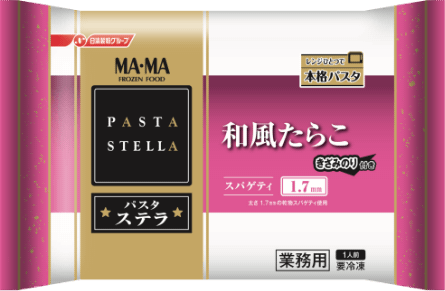 日清製粉グループ
MA・MA
FROZEN FOOD
PASTA
STELLA
パスタ
ステラ
レンジひとつで
本格パスタ
和風たらこ
きざみのり付き
スパゲティ
1.7mm
太さ1.7mmの乾燥スパゲティ使用
業務用
1人前
要冷凍